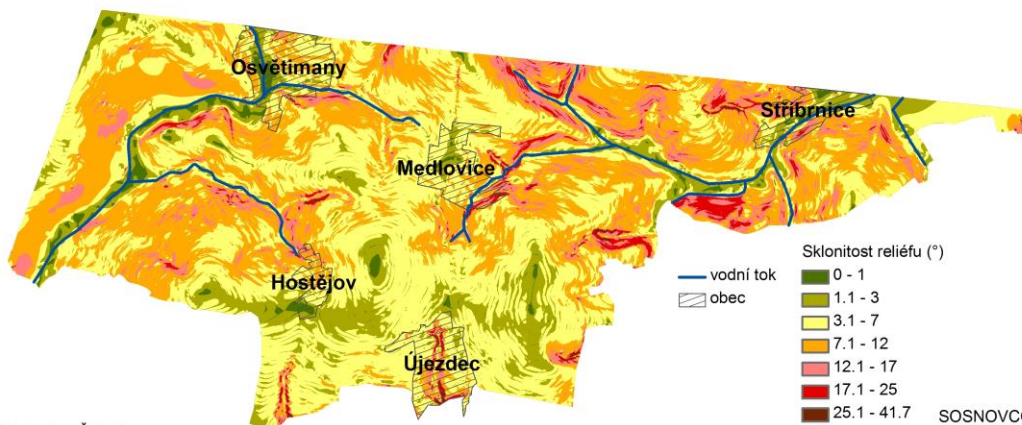 Osvětimany
Stříbrnice
Medlovice
Hostějov
Újezdec
vodní tok
obec
Sklonitost reliéfu (°)
0 - 1
1.1 - 3
3.1 - 7
7.1 - 12
12.1 - 17
17.1 - 25
25.1 - 41.7